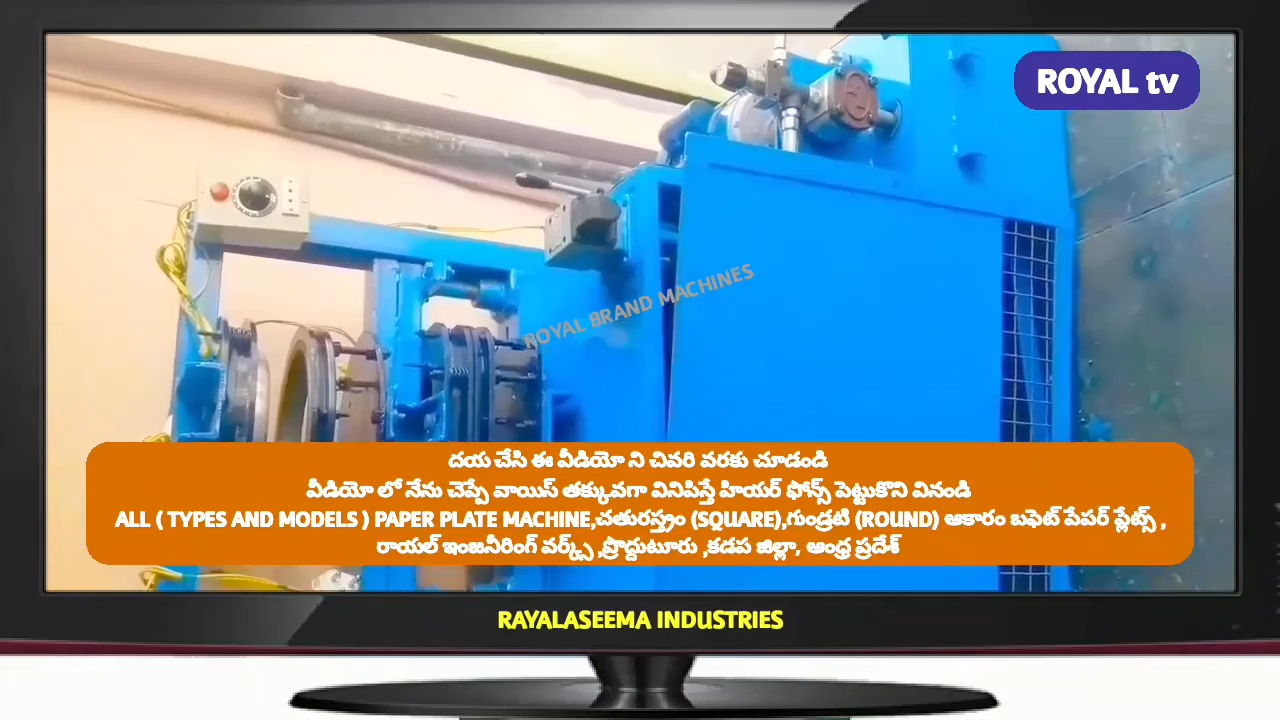 ROYAL tv
ROYAL BRAND MACHINES
దయ చేసి ఈ వీడియో ని చివరి వరకు చూడండి
వీడియో లో నేను చెప్పే వాయిస్ తక్కువగా వినిపిస్తే హియర్ ఫోన్స్ పెట్టుకొని వినండి
ALL ( TYPES AND MODELS ) PAPER PLATE MACHINE,చతురస్త్రం (SQUARE),గుండ్రటి (ROUND) ఆకారం బఫెట్ పేపర్ ప్లేట్స్ ,
రాయల్ ఇంజనీరింగ్ వర్క్స్ ,ప్రొద్దుటూరు ,కడప జిల్లా, ఆంధ్ర ప్రదేశ్
RAYALASEEMA INDUSTRIES